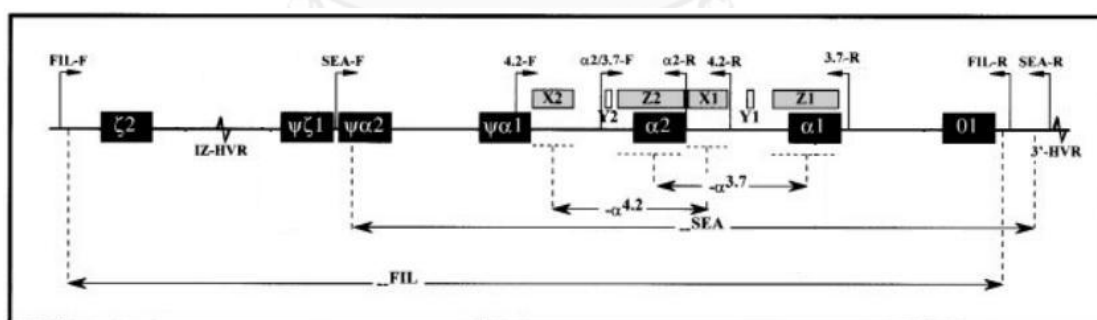 FIL-F SEA-F 4.2-F α2/3.7-F α2-R 4.2-R 3.7-R FIL-R SEA-R
X2 Z2 X1 Z1
Y2 Y1
ζ2 ψζ1 ψα2 ψα1 α2 α1 θ1
IZ-HVR 3'-HVR
-α3.7
-α4.2
--SEA
--FIL